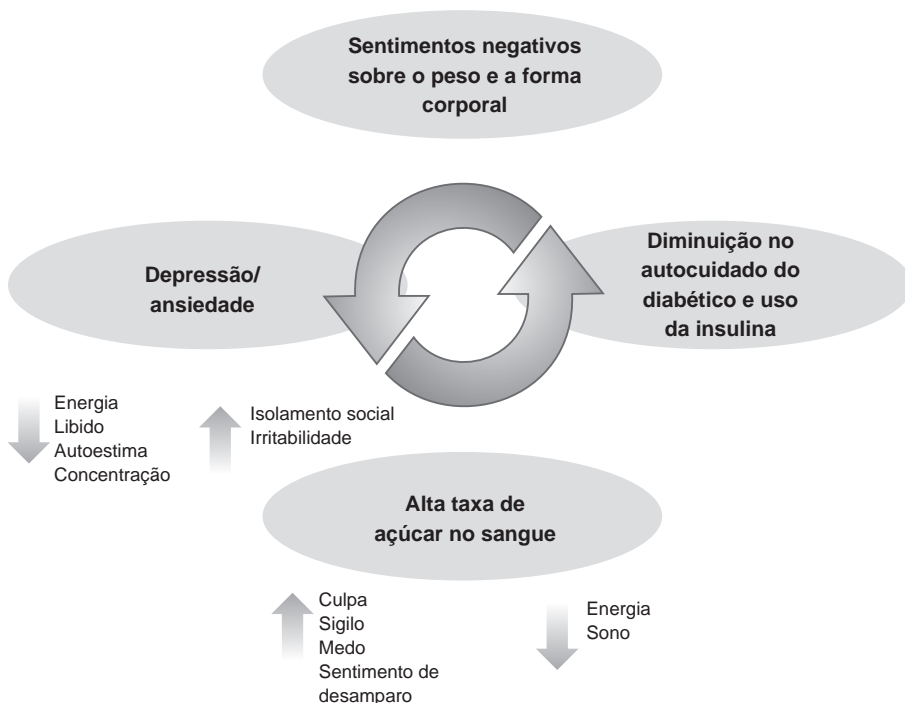 Sentimentos negativos
sobre o peso e a forma
corporal
Depressão/
ansiedade
Diminuição no
autocuidado do
diabético e uso
da insulina
Energia
Libido
Autoestima
Concentração
Isolamento social
Irritabilidade
Alta taxa de
açúcar no sangue
Culpa
Sigilo
Medo
Sentimento de
desamparo
Energia
Sono